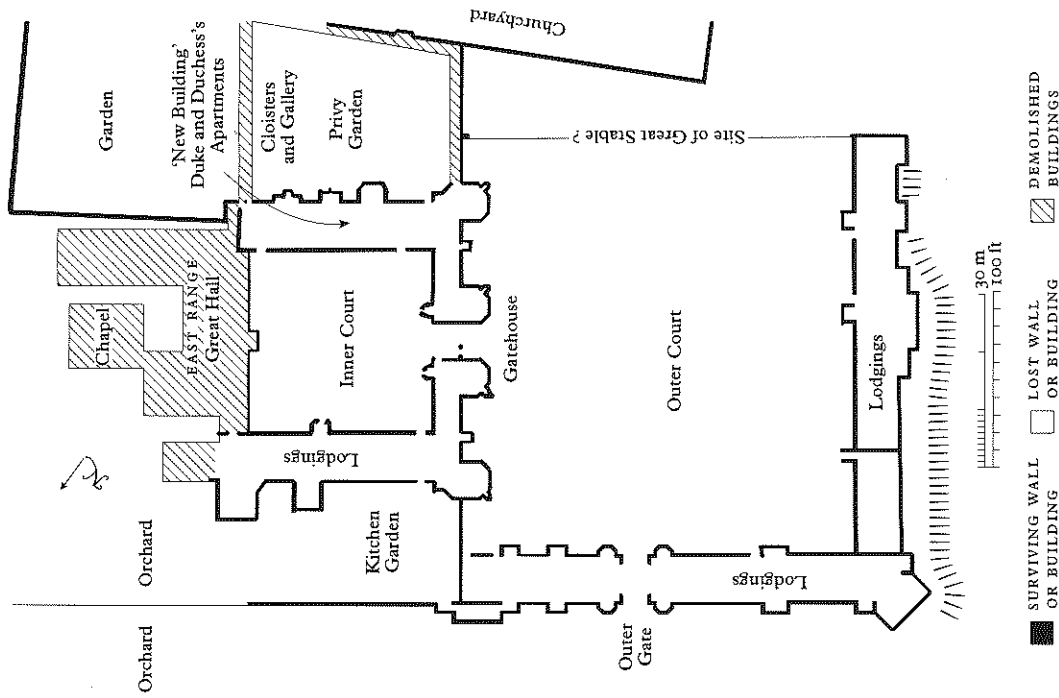 Churchyard
Garden
'New Building'
Duke and Duchess's
Apartments
Cloisters
and Gallery
Privy
Garden
Site of Great Stable ?
Chapel
EAST RANGE
Great Hall
Inner Court
Gatehouse
Outer Court
Lodgings
N
Lodgings
Orchard
Kitchen
Garden
Orchard
Outer
Gate
Lodgings
30 m
100 ft
SURVIVING WALL
OR BUILDING
LOST WALL
OR BUILDING
DEMOLISHED
BUILDINGS